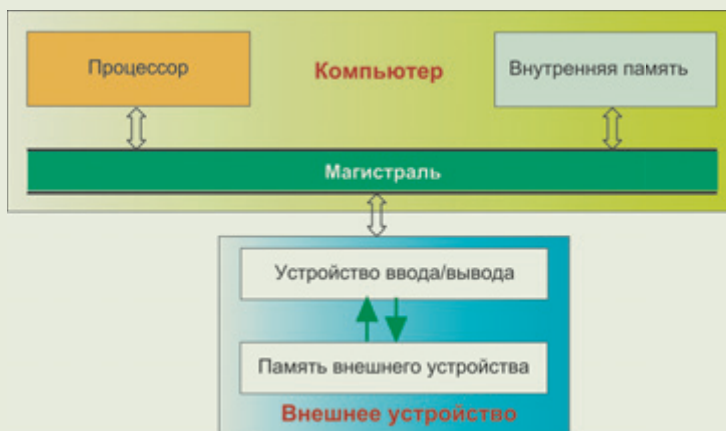 Процессор
Компьютер
Внутренняя память
Магистраль
Устройство ввода/вывода
Память внешнего устройства
Внешнее устройство